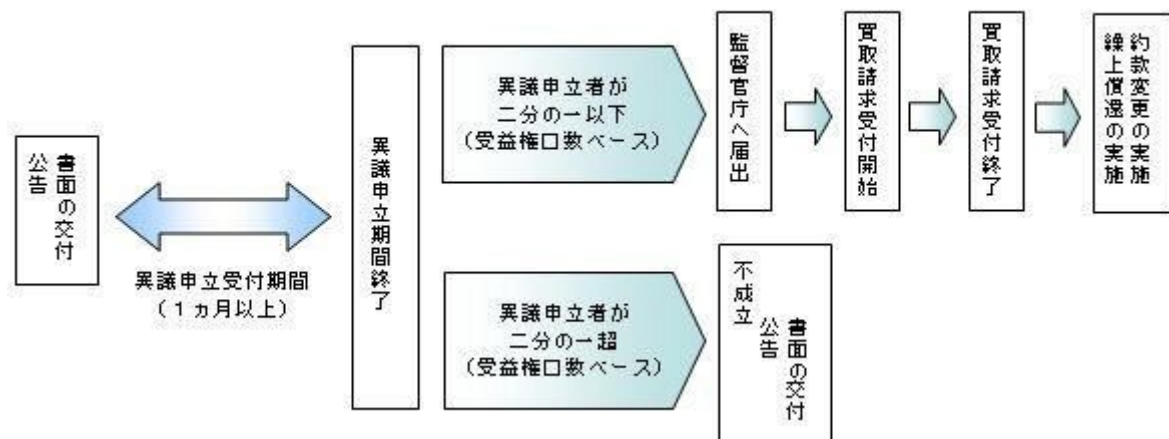 書面の交付
公告
異議申立受付期間
（１ヵ月以上）
異議申立期間終了
異議申立者が
二分の一以下
（受益権口数ベース）
監督官庁へ届出
買取請求受付開始
買取請求受付終了
約款変更の実施
繰上償還の実施
異議申立者が
二分の一超
（受益権口数ベース）
不成立
書面の交付
公告